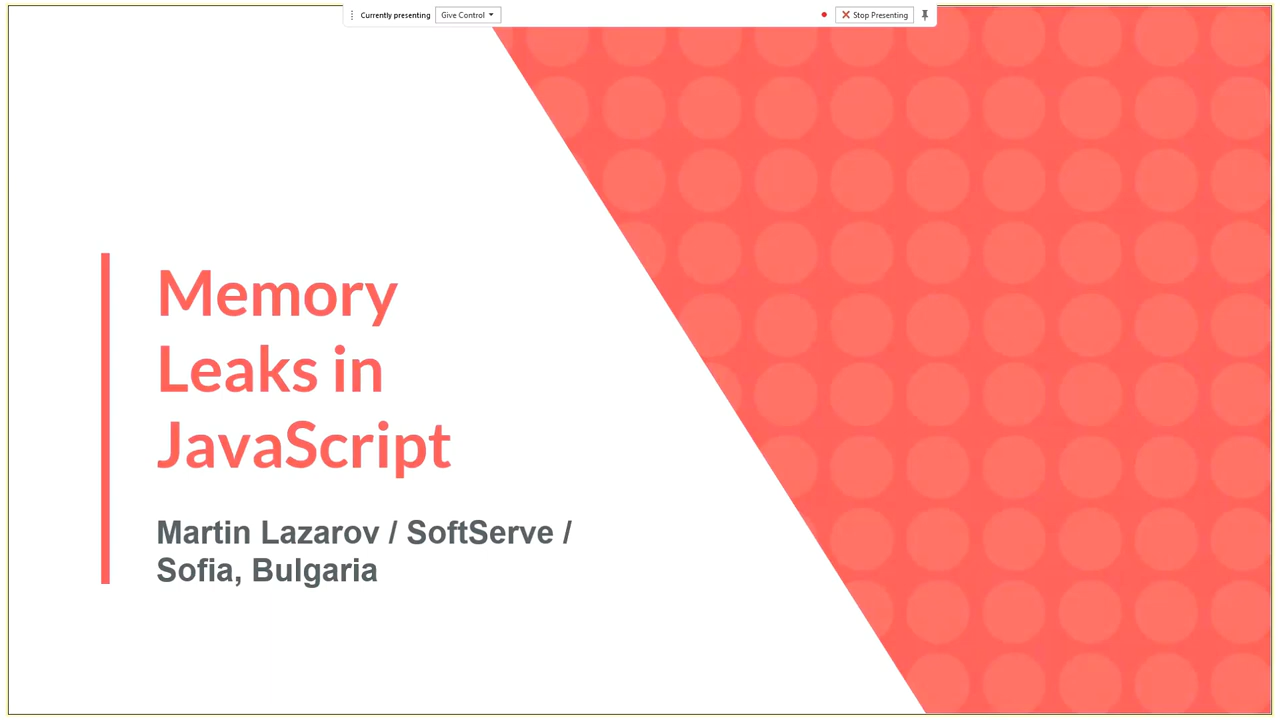 Currently presenting Give Control Stop Presenting
Memory
Leaks in
JavaScript
Martin Lazarov / SoftServe /
Sofia, Bulgaria